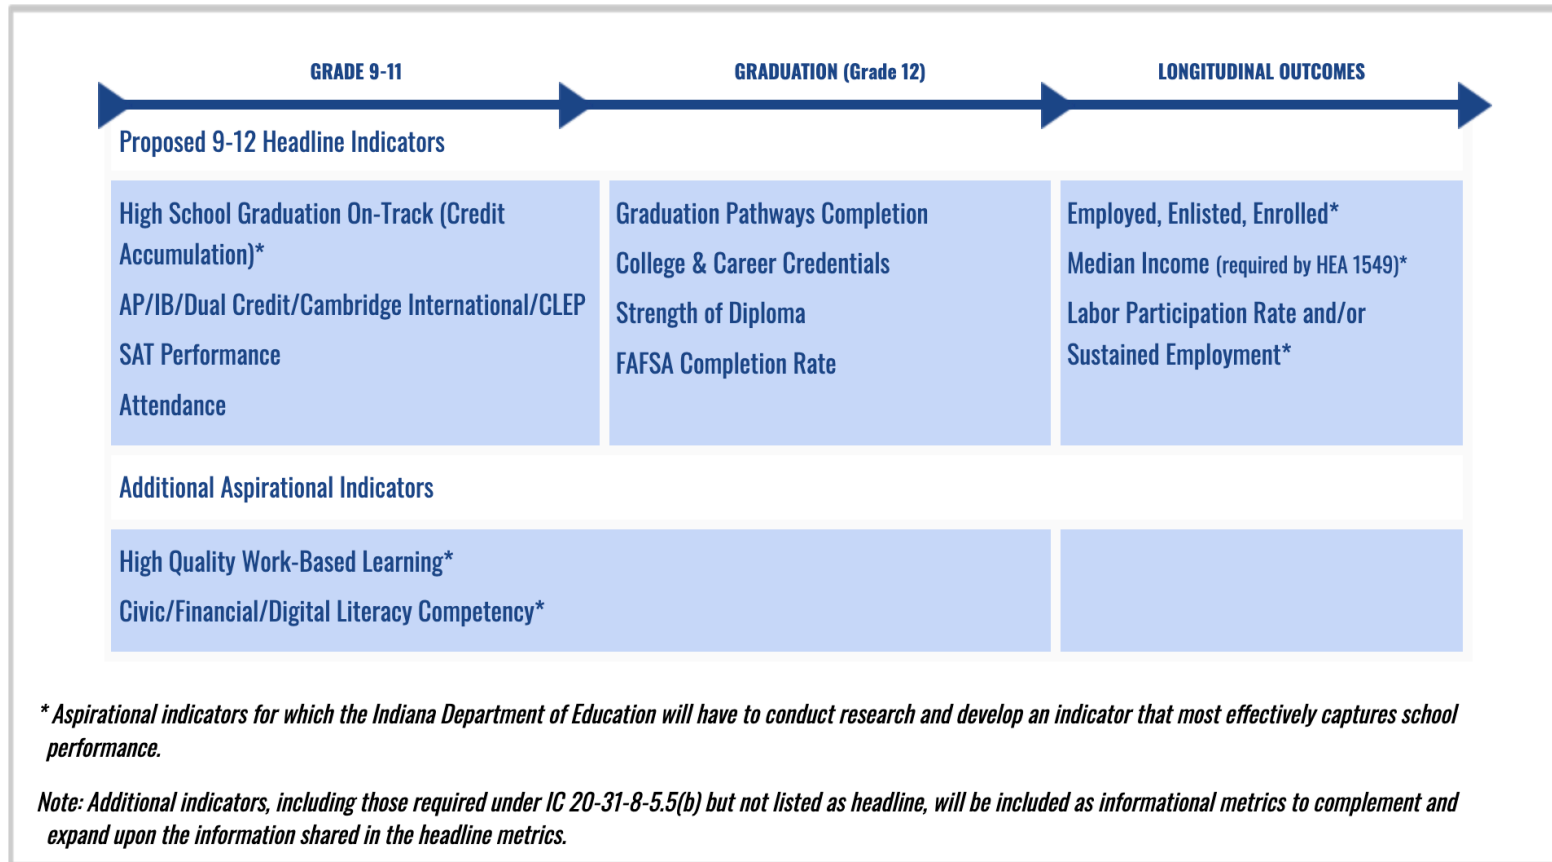 GRADE 9-11
GRADUATION (Grade 12)
LONGITUDINAL OUTCOMES
Proposed 9-12 Headline Indicators
High School Graduation On-Track (Credit
Accumulation)*
AP/IB/Dual Credit/Cambridge International/CLEP
SAT Performance
Attendance
Graduation Pathways Completion
College & Career Credentials
Strength of Diploma
FAFSA Completion Rate
Employed, Enlisted, Enrolled*
Median Income (required by HEA 1549)*
Labor Participation Rate and/or
Sustained Employment*
Additional Aspirational Indicators
High Quality Work-Based Learning*
Civic/Financial/Digital Literacy Competency*
* Aspirational indicators for which the Indiana Department of Education will have to conduct research and develop an indicator that most effectively captures school
performance.
Note: Additional indicators, including those required under IC 20-31-8-5.5(b) but not listed as headline, will be included as informational metrics to complement and
expand upon the information shared in the headline metrics.